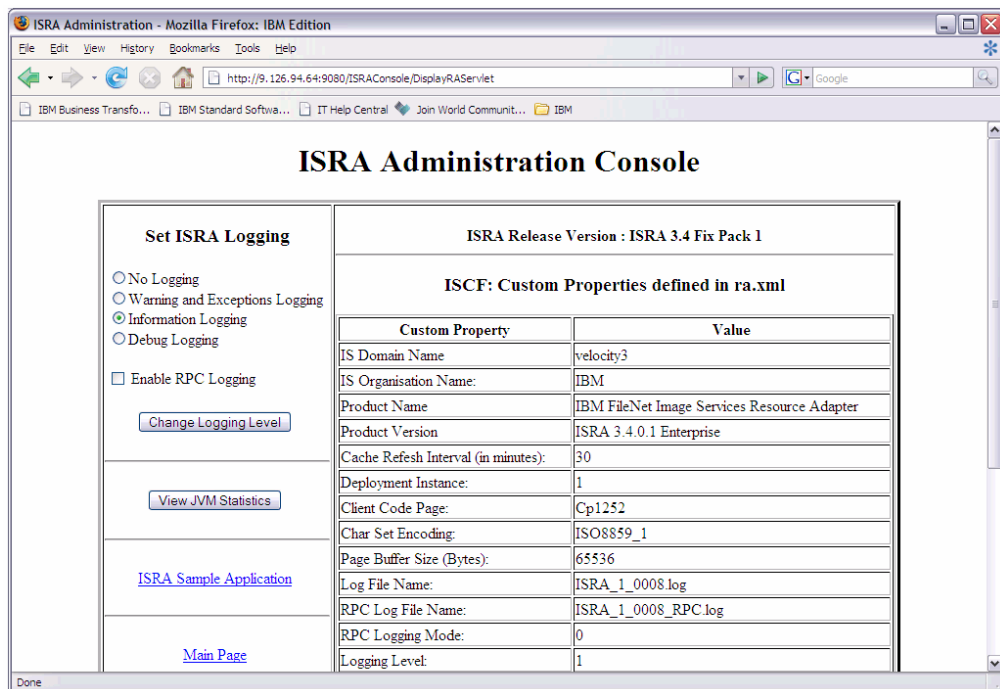 ISRA Administration - Mozilla Firefox: IBM Edition
File Edit View History Bookmarks Tools Help
http://9.126.94.64:9080/ISRAConsole/DisplayRAServlet
G Google
IBM Business Transfo... IBM Standard Softwa... IT Help Central Join World Communit... IBM
ISRA Administration Console
Set ISRA Logging
No Logging
Warning and Exceptions Logging
Information Logging
Debug Logging
Enable RPC Logging
Change Logging Level
View JVM Statistics
ISRA Sample Application
Main Page
ISRA Release Version : ISRA 3.4 Fix Pack 1
ISCF: Custom Properties defined in ra.xml
Custom Property Value
IS Domain Name velocity3
IS Organisation Name: IBM
Product Name IBM FileNet Image Services Resource Adapter
Product Version ISRA 3.4.0.1 Enterprise
Cache Refesh Interval (in minutes): 30
Deployment Instance: 1
Client Code Page: Cp1252
Char Set Encoding: ISO8859_1
Page Buffer Size (Bytes): 65536
Log File Name: ISRA_1_0008.log
RPC Log File Name: ISRA_1_0008_RPC.log
RPC Logging Mode: 0
Logging Level: 1
Done